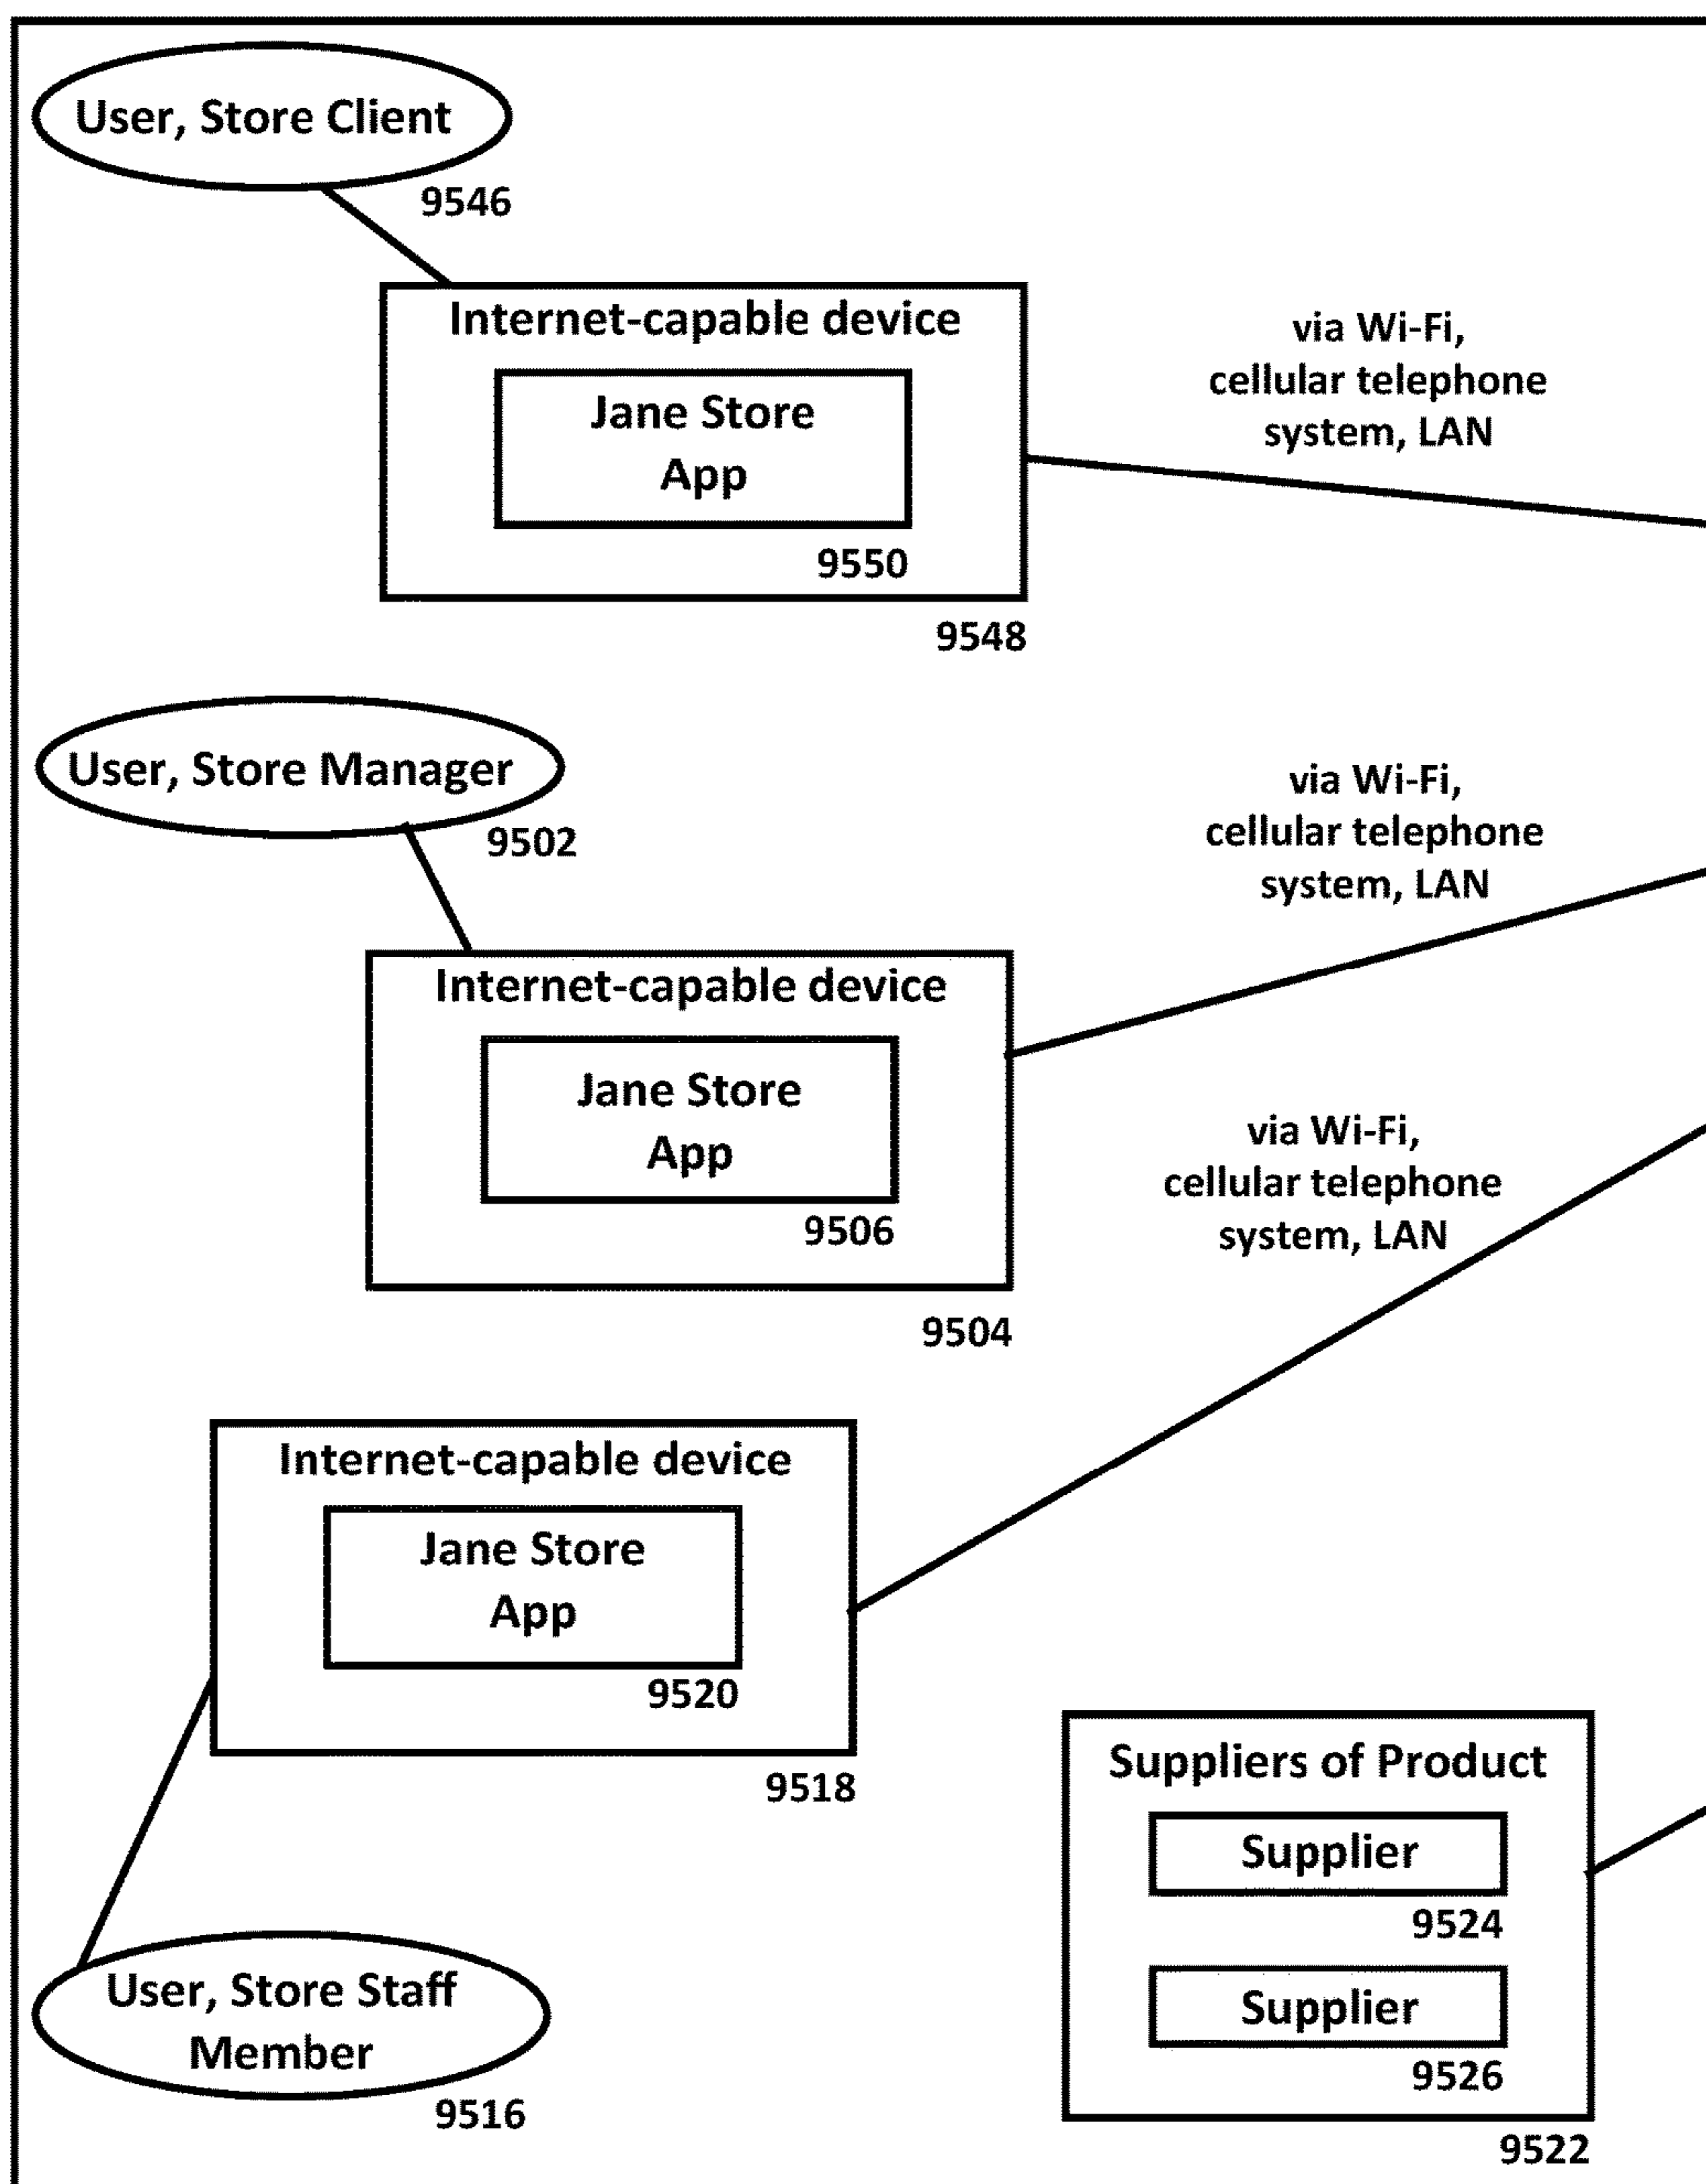 User, Store Client
9546
Internet-capable device
Jane Store
App
9550
9548
via Wi-Fi,
cellular telephone
system, LAN
User, Store Manager
9502
Internet-capable device
Jane Store
App
9506
9504
via Wi-Fi,
cellular telephone
system, LAN
via Wi-Fi,
cellular telephone
system, LAN
Internet-capable device
Jane Store
App
9520
9518
User, Store Staff
Member
9516
Suppliers of Product
Supplier
9524
Supplier
9526
9522